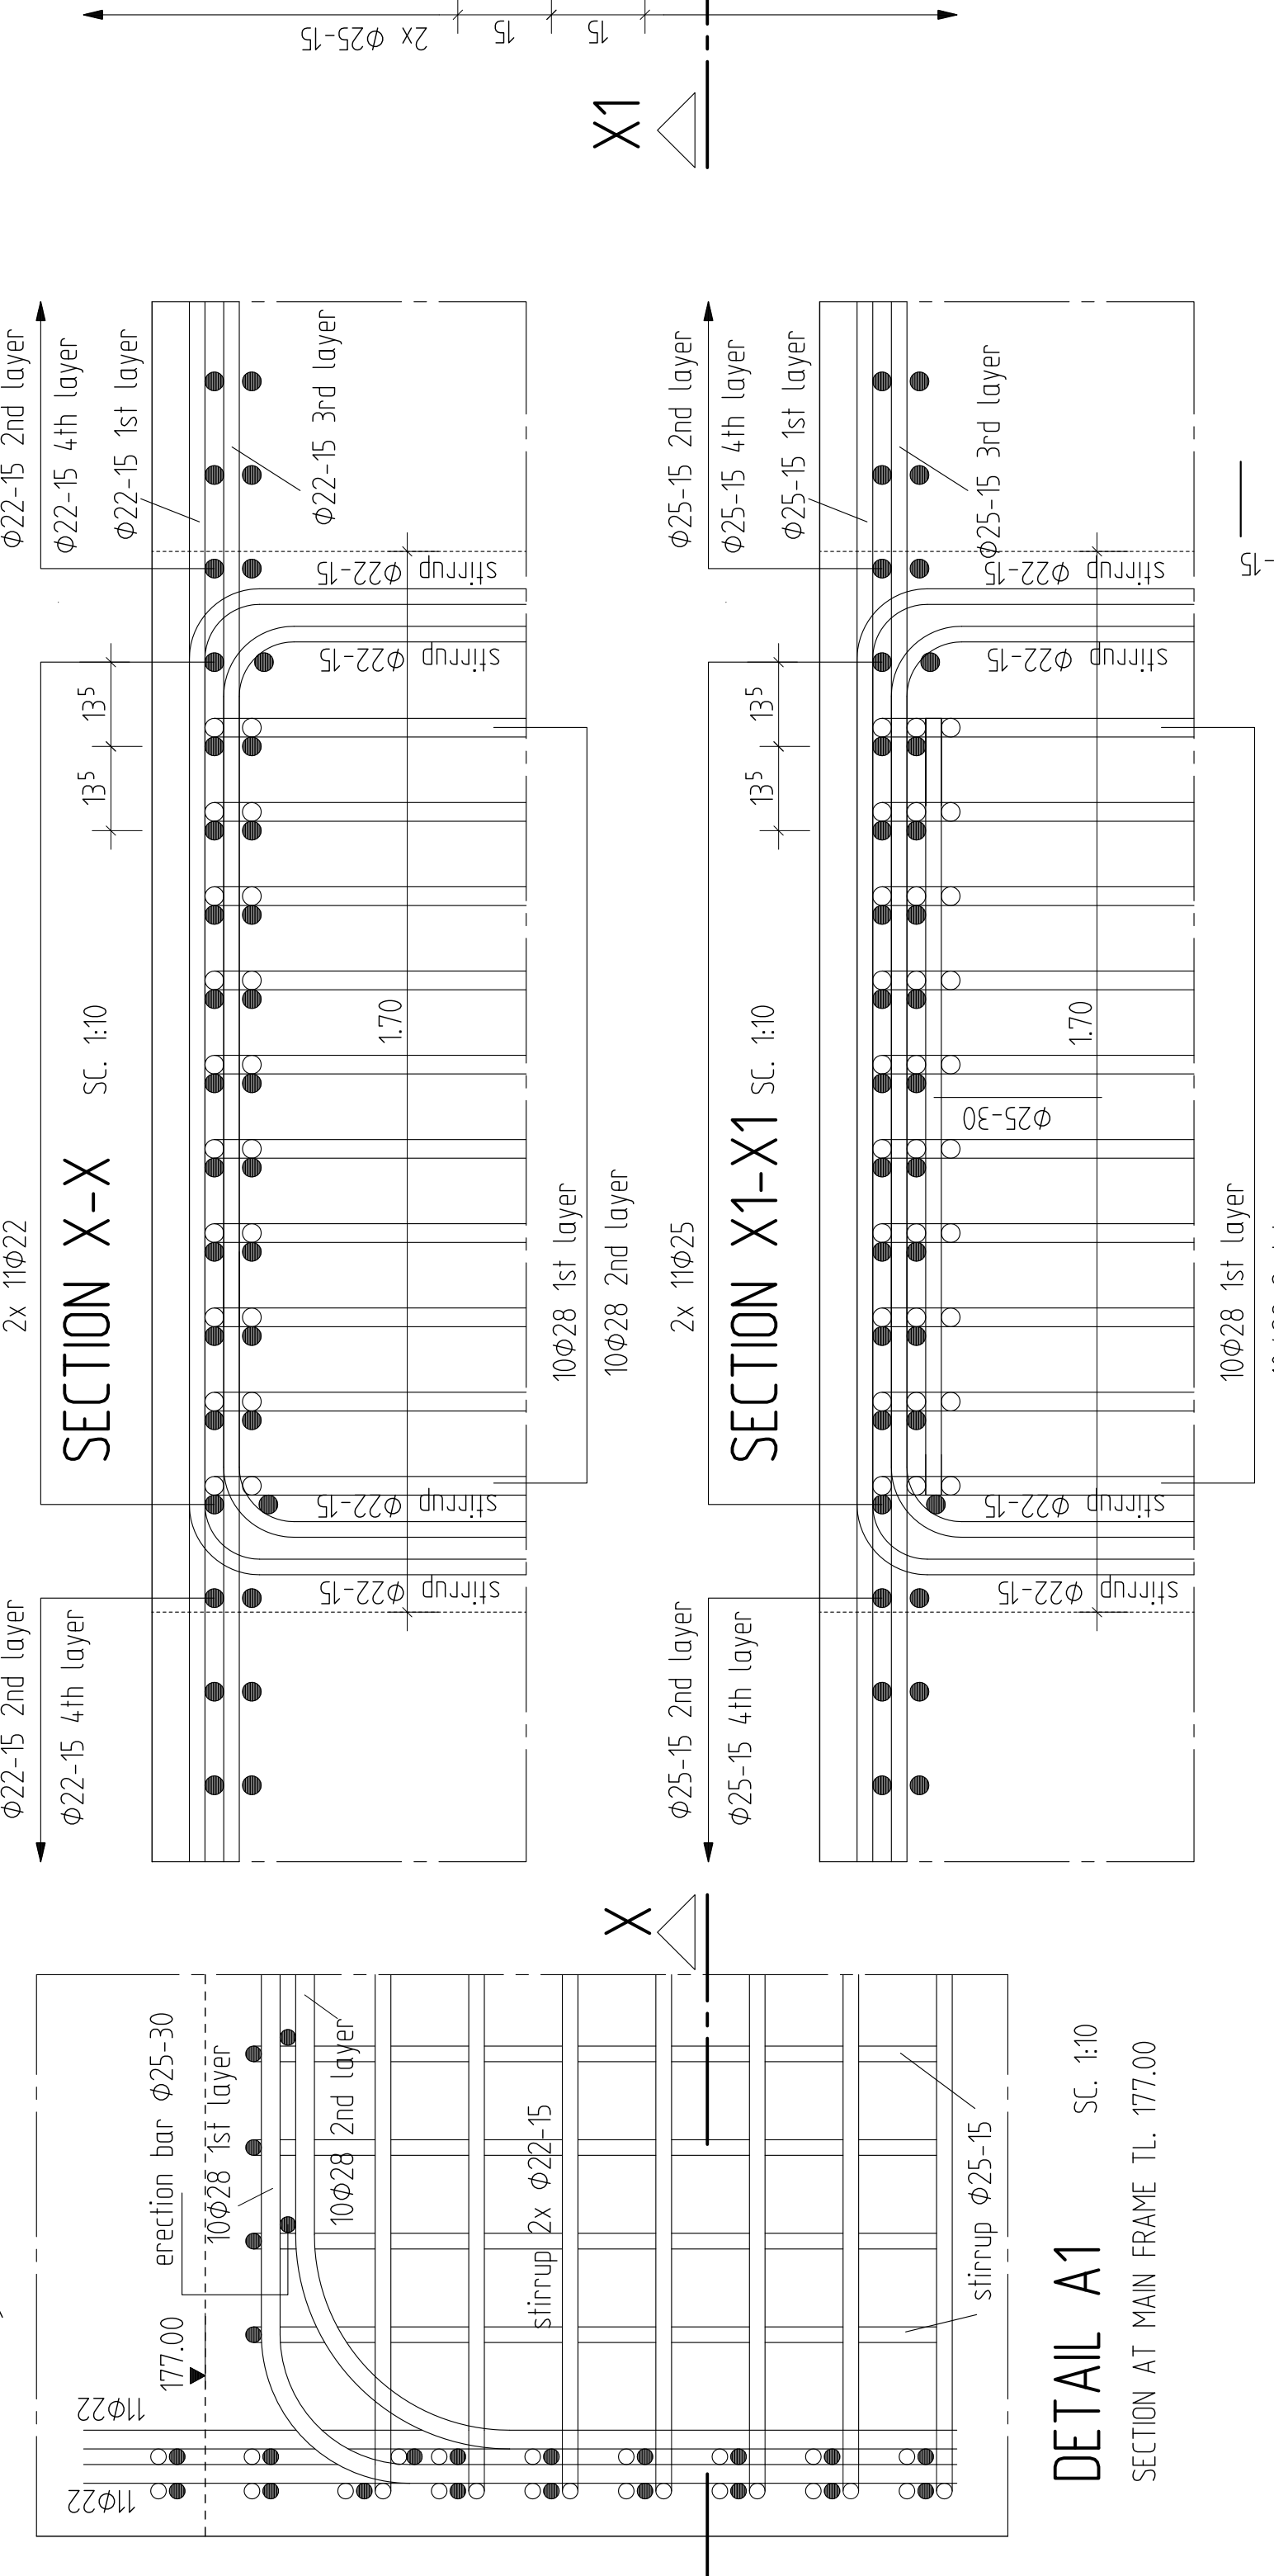 2x Φ25-15
15
15
X1
Φ22-15 2nd layer
Φ22-15 4th layer
Φ22-15 1st layer
Φ22-15 3rd layer
stirrup Φ22-15
stirrup Φ22-15
13⁵
13⁵
2x 11Φ22
SECTION X-X
SC. 1:10
1.70
10Φ28 1st layer
10Φ28 2nd layer
stirrup Φ22-15
stirrup Φ22-15
Φ22-15 2nd layer
Φ22-15 4th layer
Φ25-15 2nd layer
Φ25-15 4th layer
Φ25-15 1st layer
Φ25-15 3rd layer
stirrup Φ22-15
stirrup Φ22-15
13⁵
13⁵
2x 11Φ25
SECTION X1-X1
SC. 1:10
1.70
Φ25-30
10Φ28 1st layer
stirrup Φ22-15
stirrup Φ22-15
Φ25-15 2nd layer
Φ25-15 4th layer
-15
X
erection bar Φ25-30
10Φ28 1st layer
10Φ28 2nd layer
177.00
11Φ22
11Φ22
stirrup 2x Φ22-15
stirrup Φ25-15
DETAIL A1
SC. 1:10
SECTION AT MAIN FRAME TL. 177.00